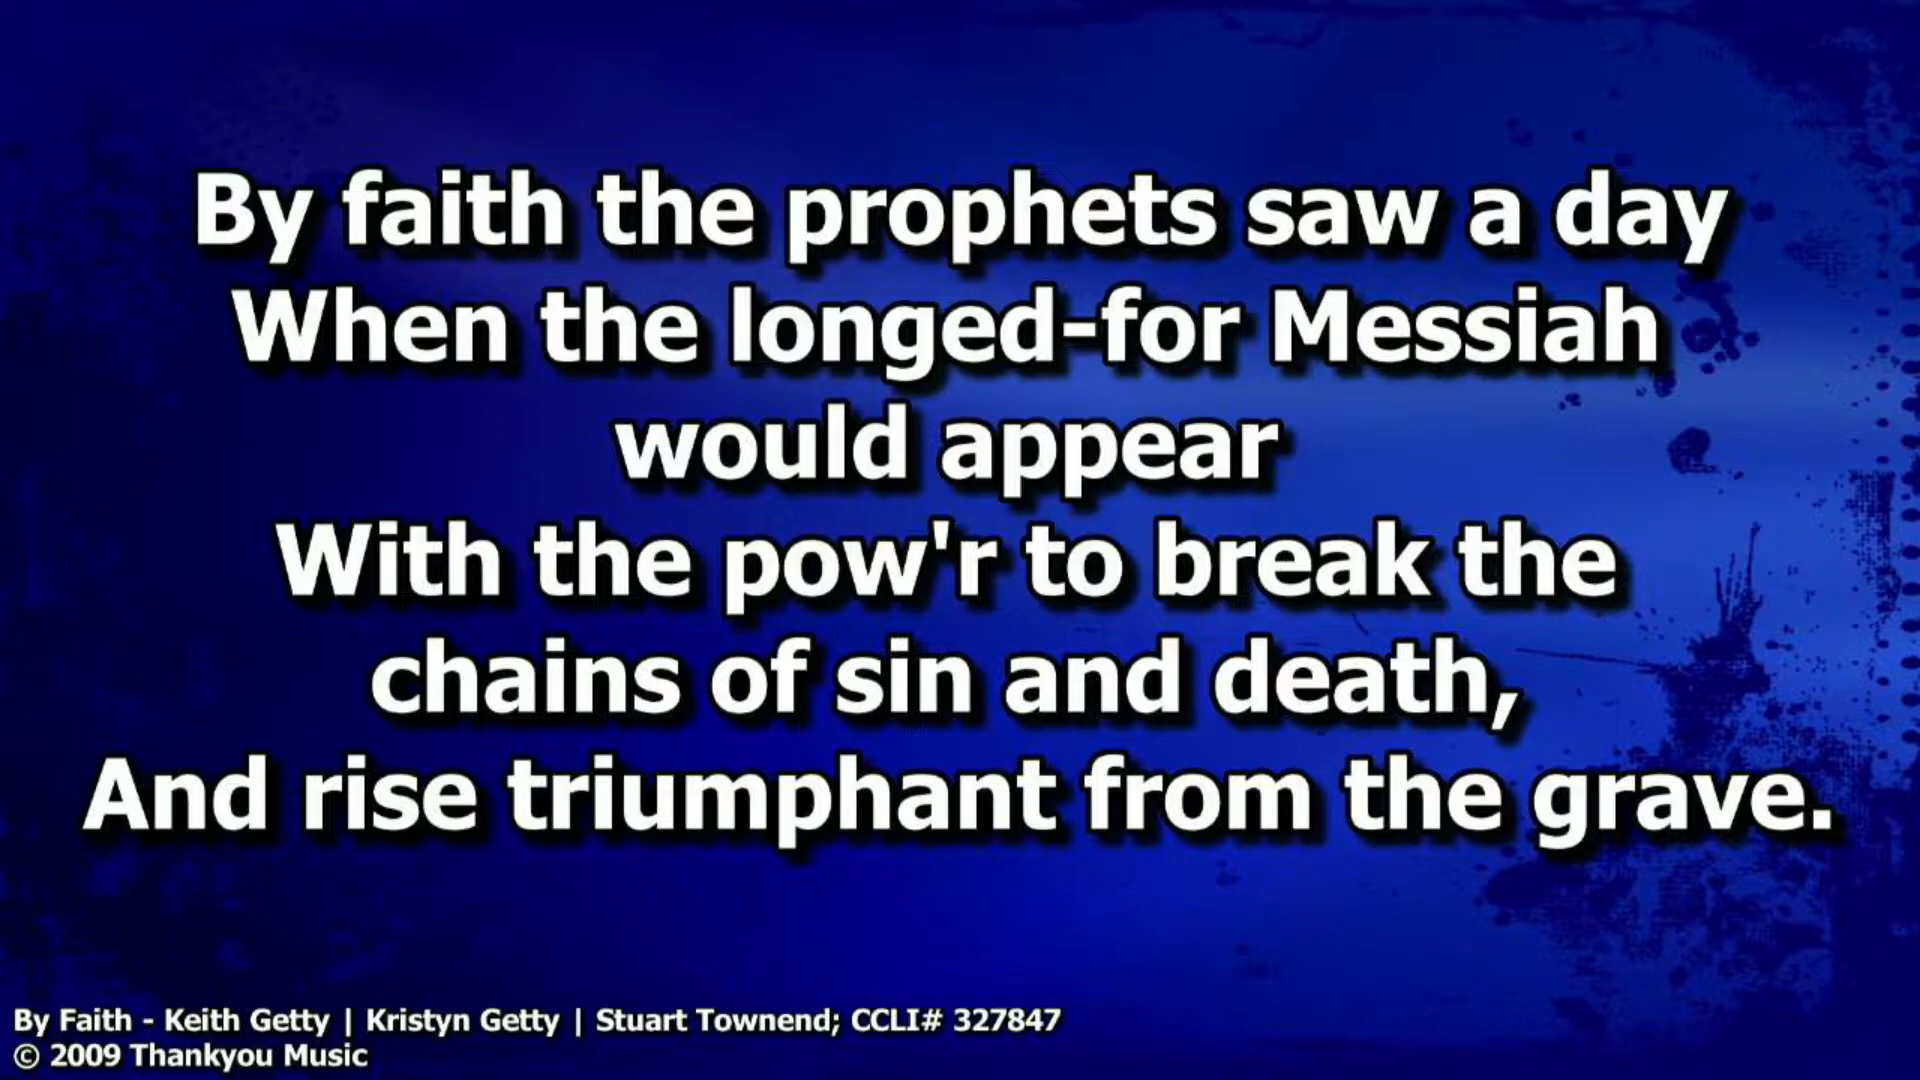 By faith the prophets saw a day
When the longed-for Messiah
would appear
With the pow'r to break the
chains of sin and death,
And rise triumphant from the grave.
By Faith - Keith Getty | Kristyn Getty | Stuart Townend; CCLI# 327847
© 2009 Thankyou Music